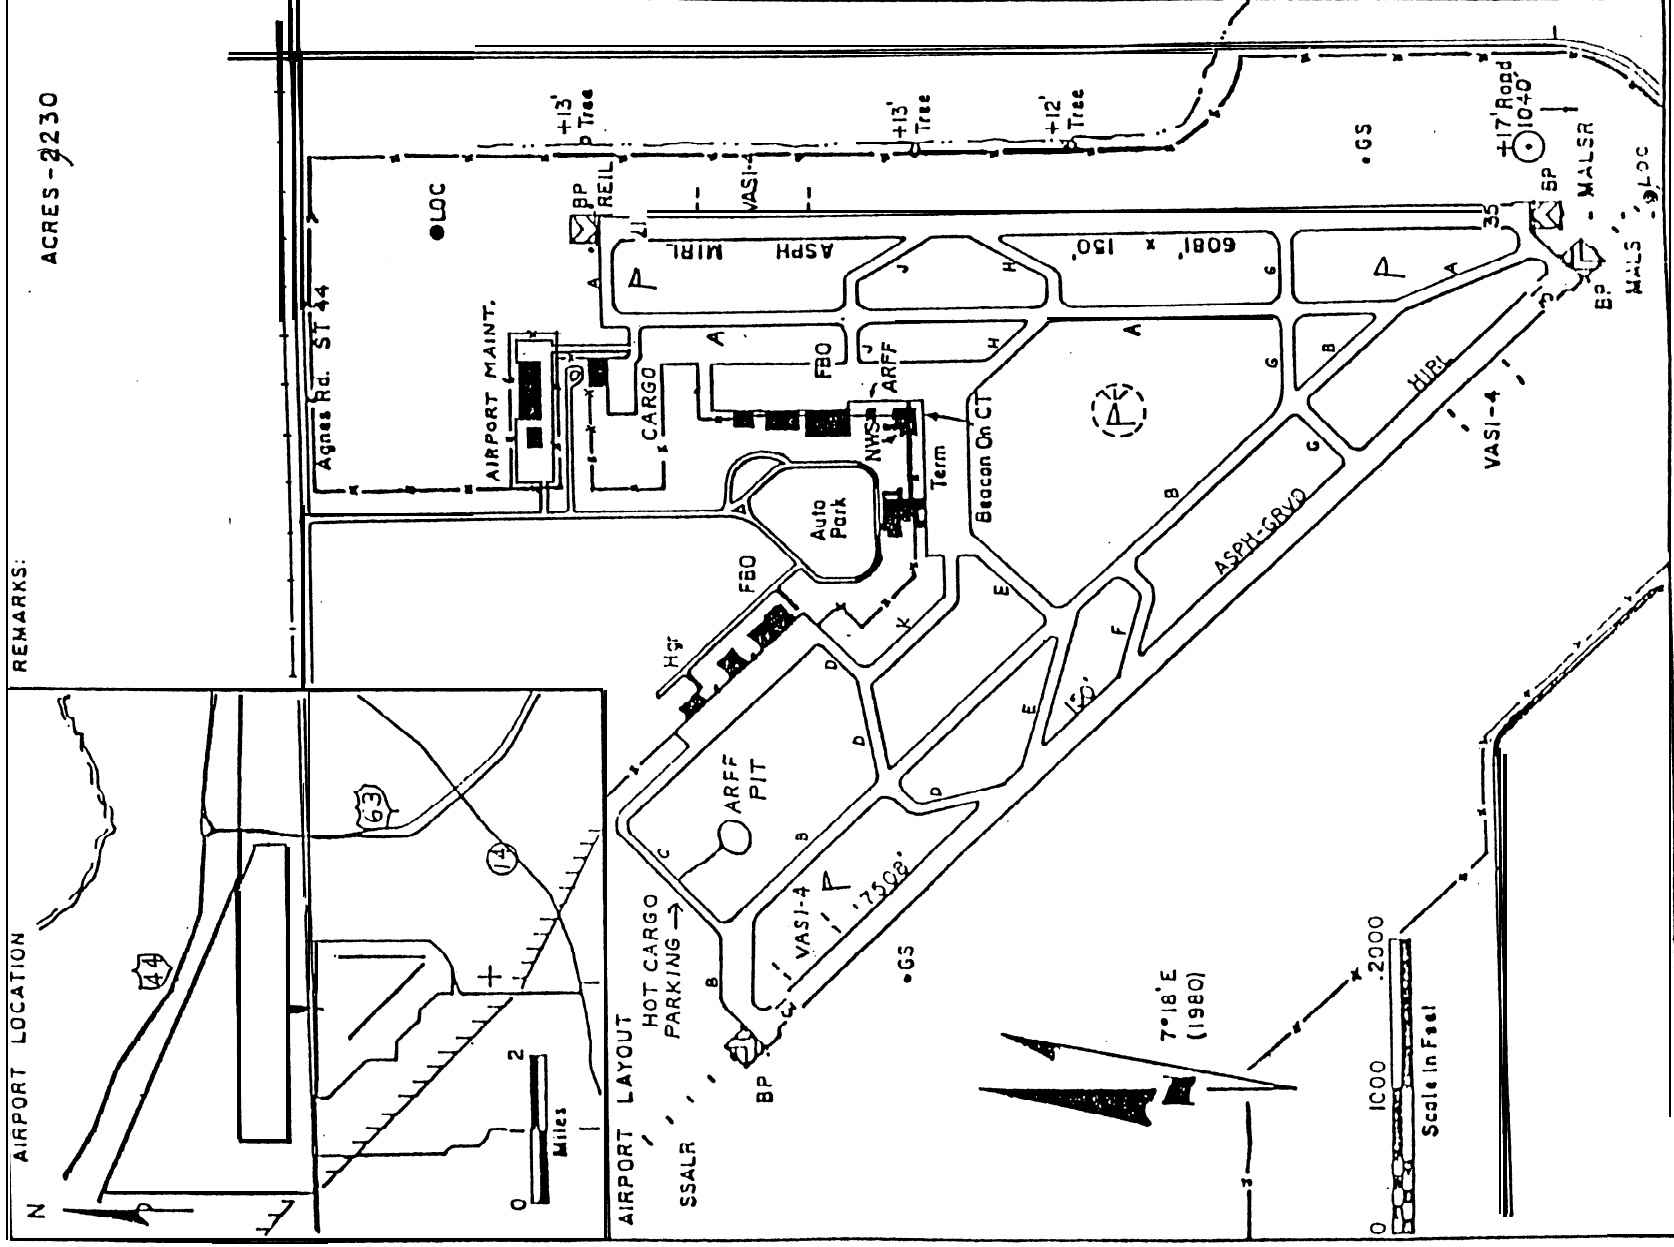 REMARKS:
ACRES-2230
AIRPORT LOCATION
N
44
63
14
0 1 2
Miles
AIRPORT LAYOUT
Agnes Rd. ST 44
LOC
AIRPORT MAINT.
CARGO
FBO
NWS
ARFF
Term
Beacon On CT
Auto
Park
FBO
Hgr
ARFF
PIT
HOT CARGO
PARKING
SSALR
BP
BP
REIL
VASI-4
+13'
Tree
+13'
Tree
+12'
Tree
GS
+17' Road
1040'
BP
MALSR
LOC
MALS
BP
17
MIRL
ASPH
6081' x 150'
35
A
A
A
A
J
J
H
H
G
G
G
B
B
B
B
C
D
D
D
E
E
F
K
HIRL
VASI-4
ASPH-GRVD
150'
7508'
VASI-4
GS
7°18' E
(1980)
0 1000 2000
Scale In Feet